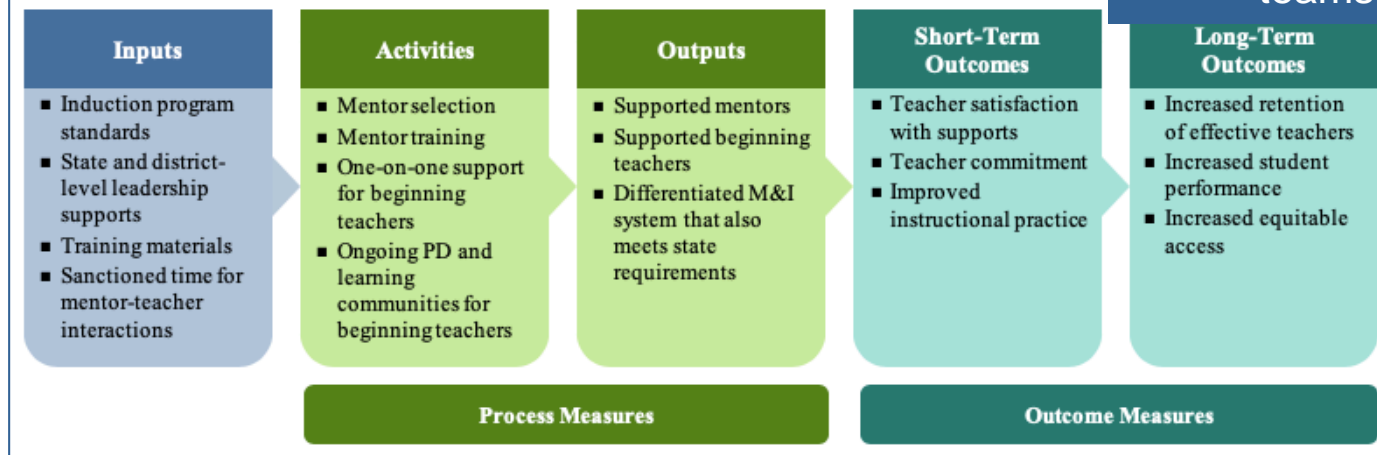 teams
Inputs
Induction program
standards
State and district-
level leadership
supports
Training materials
Sanctioned time for
mentor-teacher
interactions
Activities
Mentor selection
Mentor training
One-on-one support
for beginning
teachers
Ongoing PD and
learning
communities for
beginning teachers
Outputs
Supported mentors
Supported beginning
teachers
Differentiated M&I
system that also
meets state
requirements
Short-Term
Outcomes
Teacher satisfaction
with supports
Teacher commitment
Improved
instructional practice
Long-Term
Outcomes
Increased retention
of effective teachers
Increased student
performance
Increased equitable
access
Process Measures
Outcome Measures